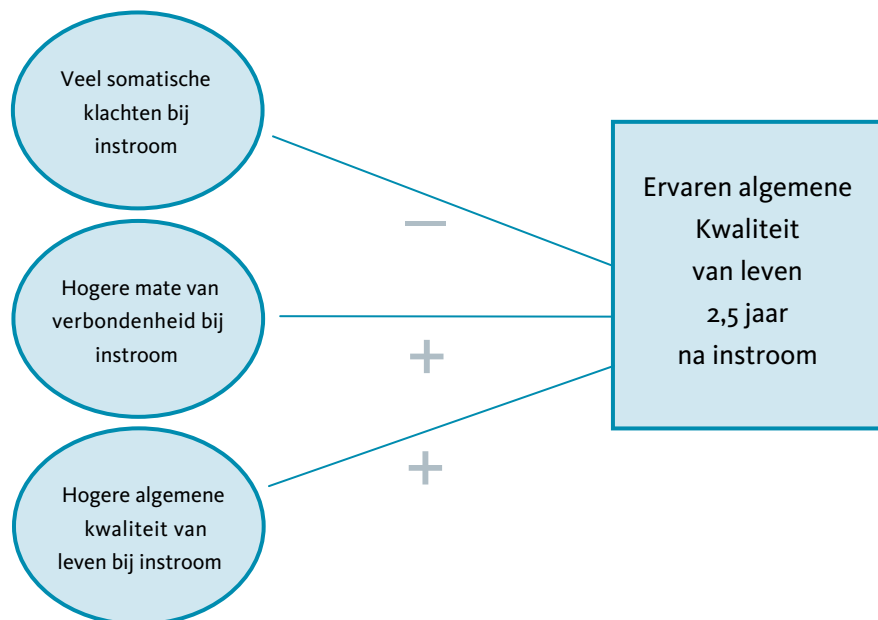 Veel somatische
klachten bij
instroom
—
Hogere mate van
verbondenheid bij
instroom
+
Hogere algemene
kwaliteit van
leven bij instroom
+
Ervaren algemene
Kwaliteit
van leven
2,5 jaar
na instroom